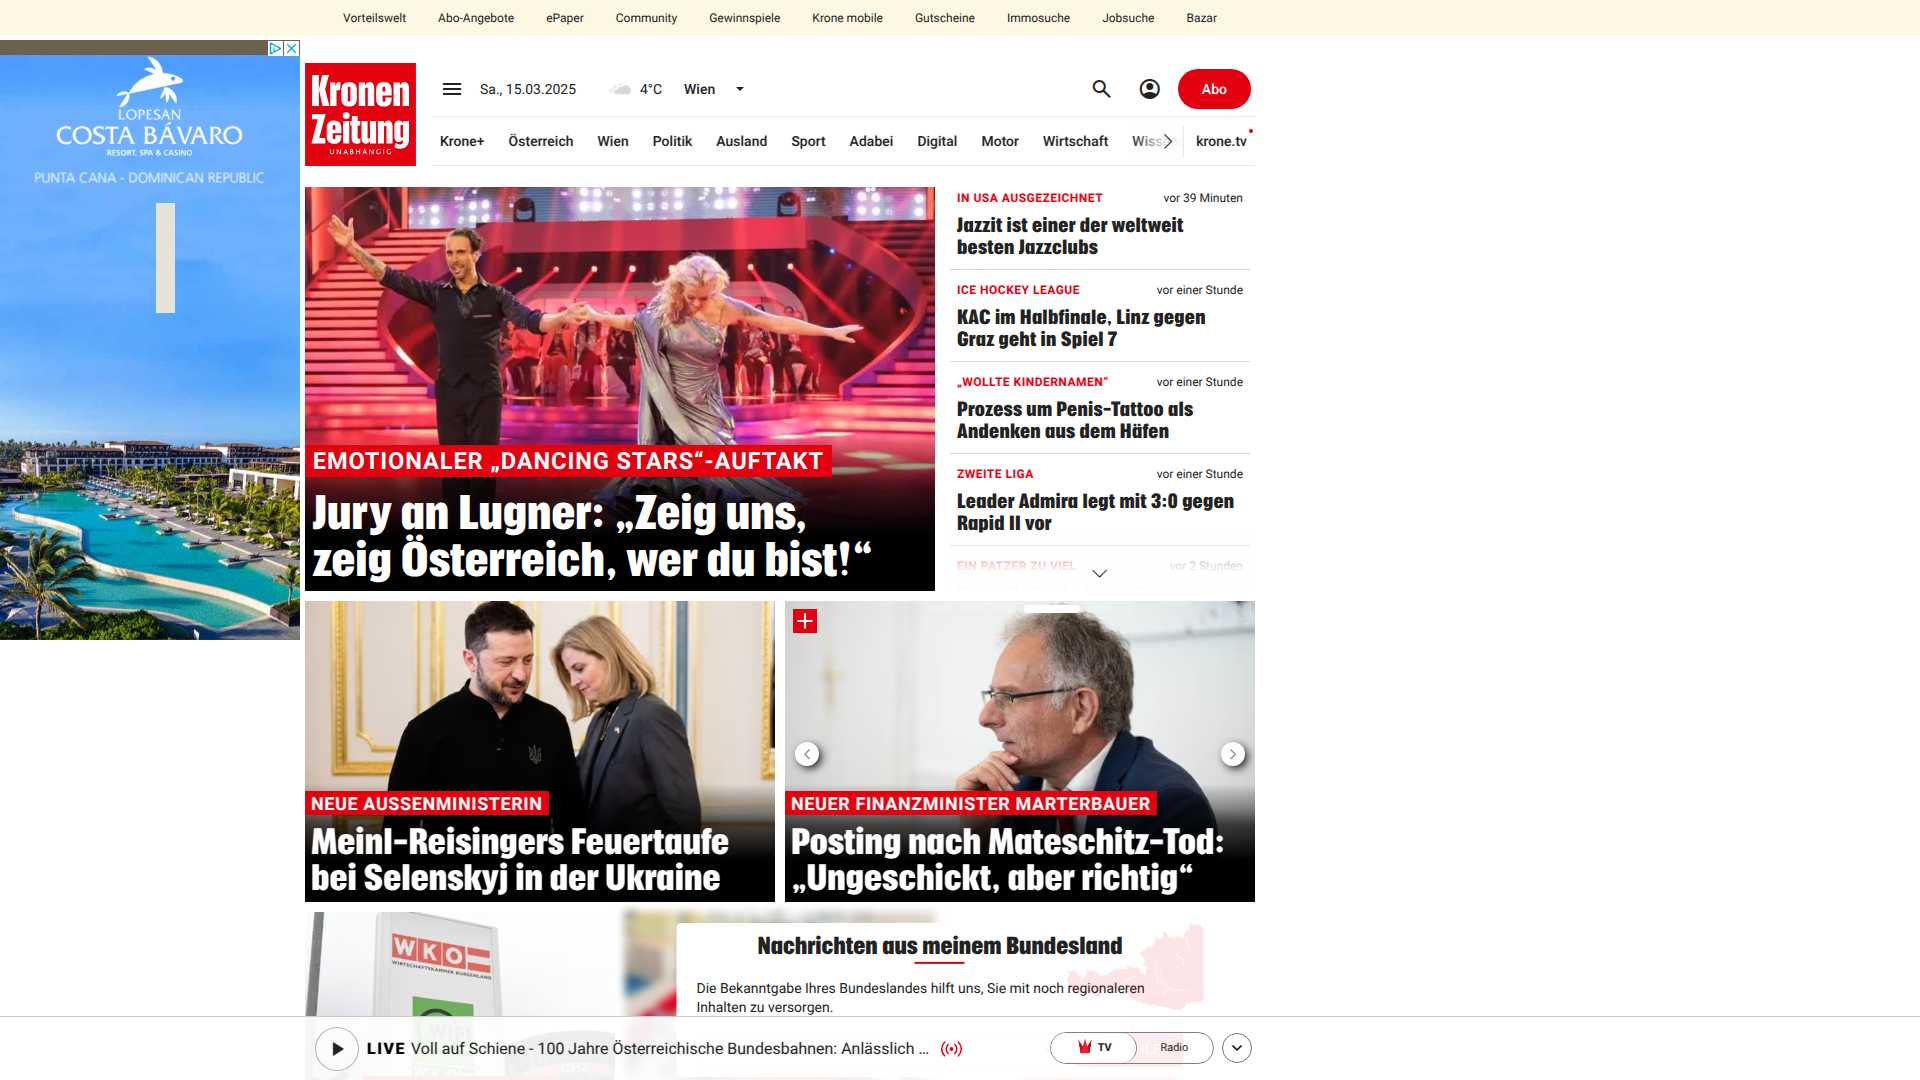 Vorteilswelt Abo-Angebote ePaper Community Gewinnspiele Krone mobile Gutscheine Immosuche Jobsuche Bazar
LOPESAN
COSTA BÁVARO
RESORT, SPA & CASINO
PUNTA CANA - DOMINICAN REPUBLIC
Kronen
Zeitung
UNABHÄNGIG
Sa., 15.03.2025 4°C Wien
Abo
Krone+ Österreich Wien Politik Ausland Sport Adabei Digital Motor Wirtschaft Wiss krone.tv
EMOTIONALER „DANCING STARS“-AUFTAKT
Jury an Lugner: „Zeig uns,
zeig Österreich, wer du bist!“
IN USA AUSGEZEICHNET vor 39 Minuten
Jazzit ist einer der weltweit
besten Jazzclubs
ICE HOCKEY LEAGUE vor einer Stunde
KAC im Halbfinale, Linz gegen
Graz geht in Spiel 7
„WOLLTE KINDERNAMEN“ vor einer Stunde
Prozess um Penis-Tattoo als
Andenken aus dem Häfen
ZWEITE LIGA vor einer Stunde
Leader Admira legt mit 3:0 gegen
Rapid II vor
EIN PATZER ZU VIEL vor 2 Stunden
NEUE AUSSENMINISTERIN
Meinl-Reisingers Feuertaufe
bei Selenskyj in der Ukraine
NEUER FINANZMINISTER MARTERBAUER
Posting nach Mateschitz-Tod:
„Ungeschickt, aber richtig“
WKO
WIRTSCHAFTSKAMMER BURGENLAND
Nachrichten aus meinem Bundesland
Die Bekanntgabe Ihres Bundeslandes hilft uns, Sie mit noch regionaleren
Inhalten zu versorgen.
LIVE Voll auf Schiene - 100 Jahre Österreichische Bundesbahnen: Anlässlich ...
TV Radio